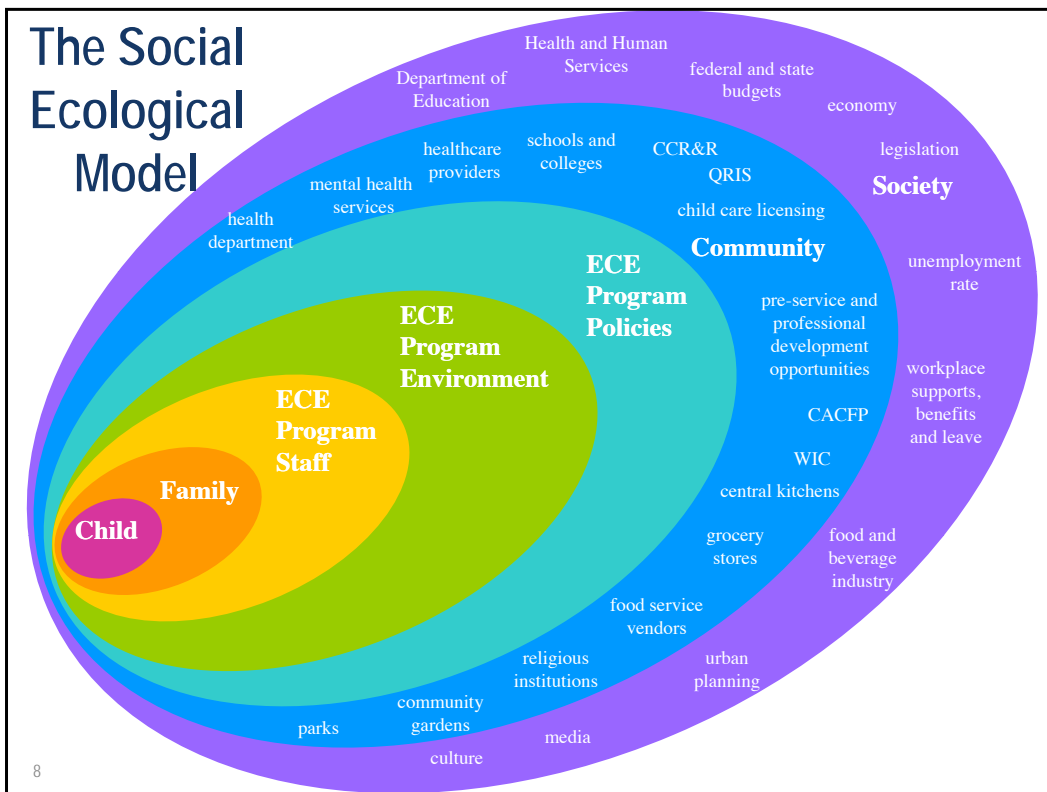 The Social
Ecological
Model
Health and Human
Services
Department of
Education
federal and state
budgets
economy
legislation
Society
unemployment
rate
workplace
supports,
benefits
and leave
food and
beverage
industry
urban
planning
media
culture
health
department
mental health
services
healthcare
providers
schools and
colleges
CCR&R
QRIS
child care licensing
Community
pre-service and
professional
development
opportunities
CACFP
WIC
central kitchens
grocery
stores
food service
vendors
religious
institutions
community
gardens
parks
ECE
Program
Policies
ECE
Program
Environment
ECE
Program
Staff
Family
Child
8